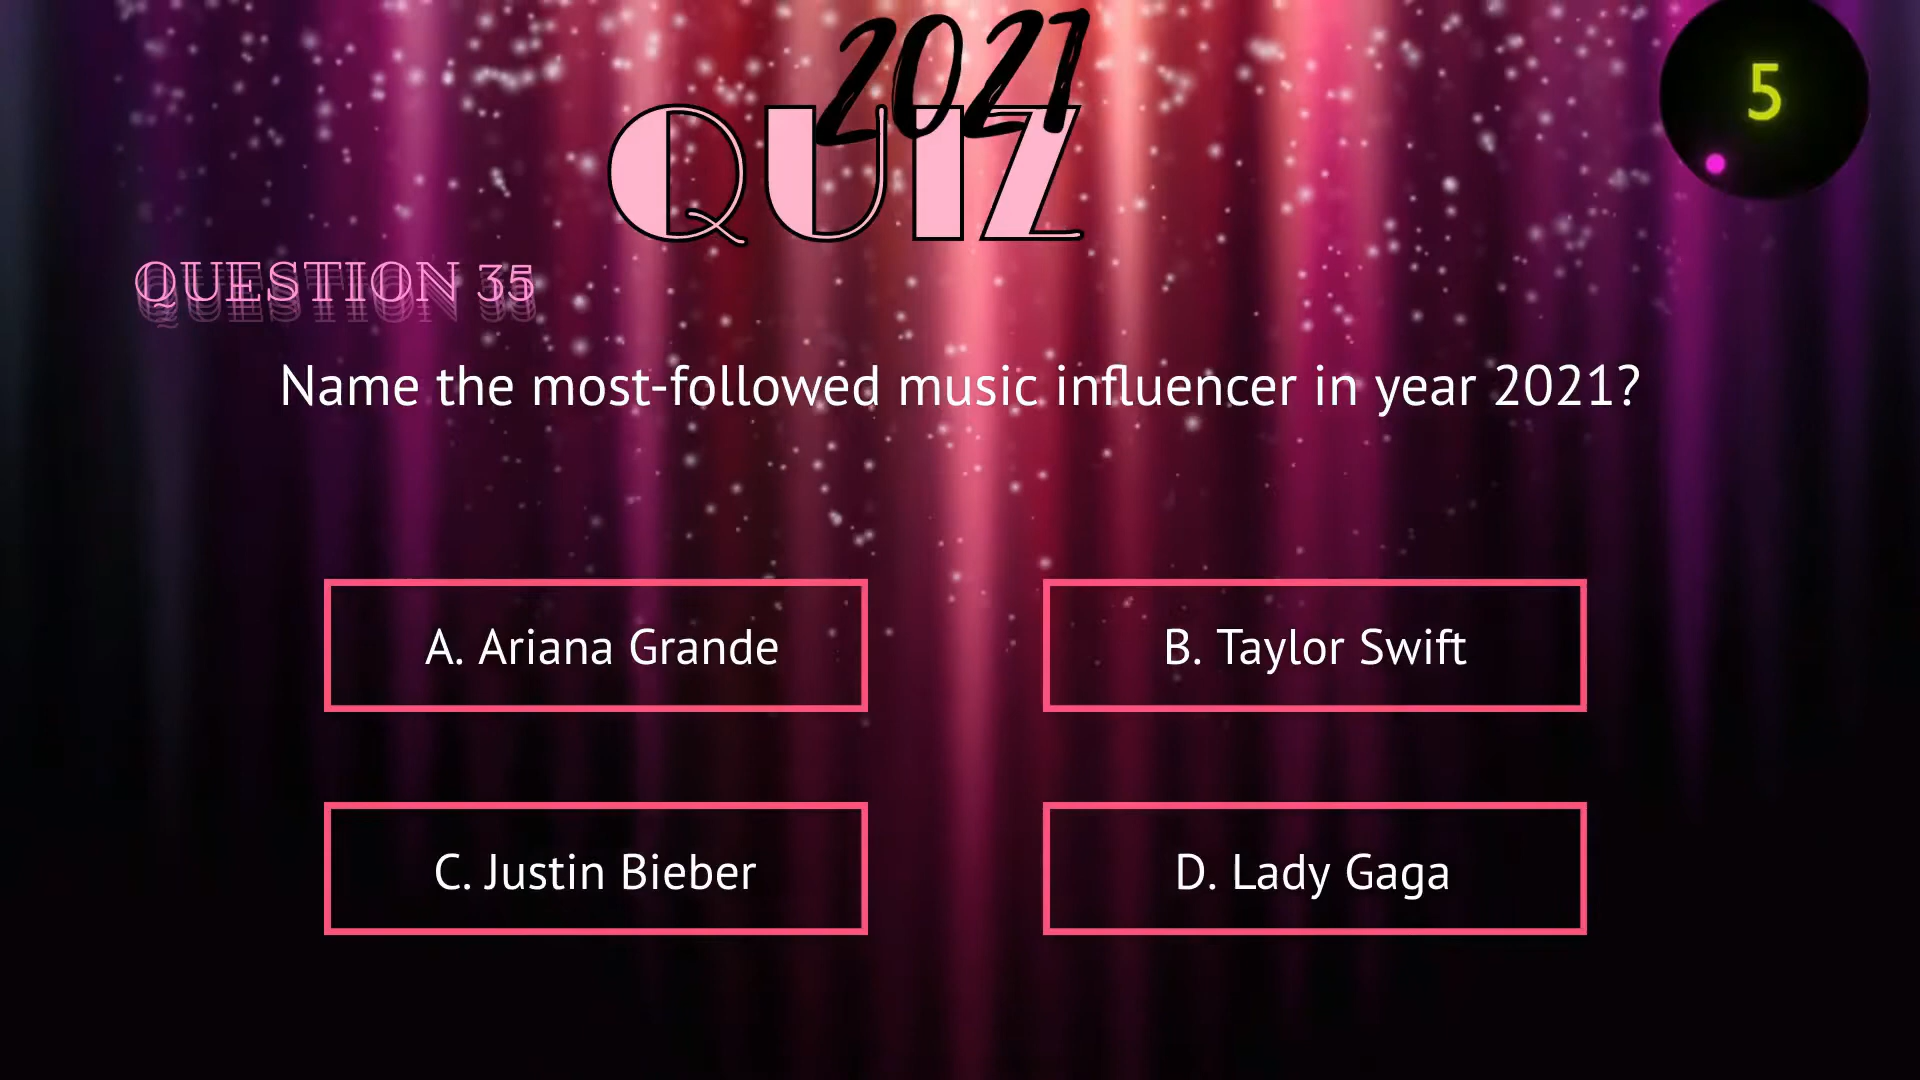 2021
QUIZ
5
QUESTION 35
Name the most-followed music influencer in year 2021?
A. Ariana Grande
B. Taylor Swift
C. Justin Bieber
D. Lady Gaga